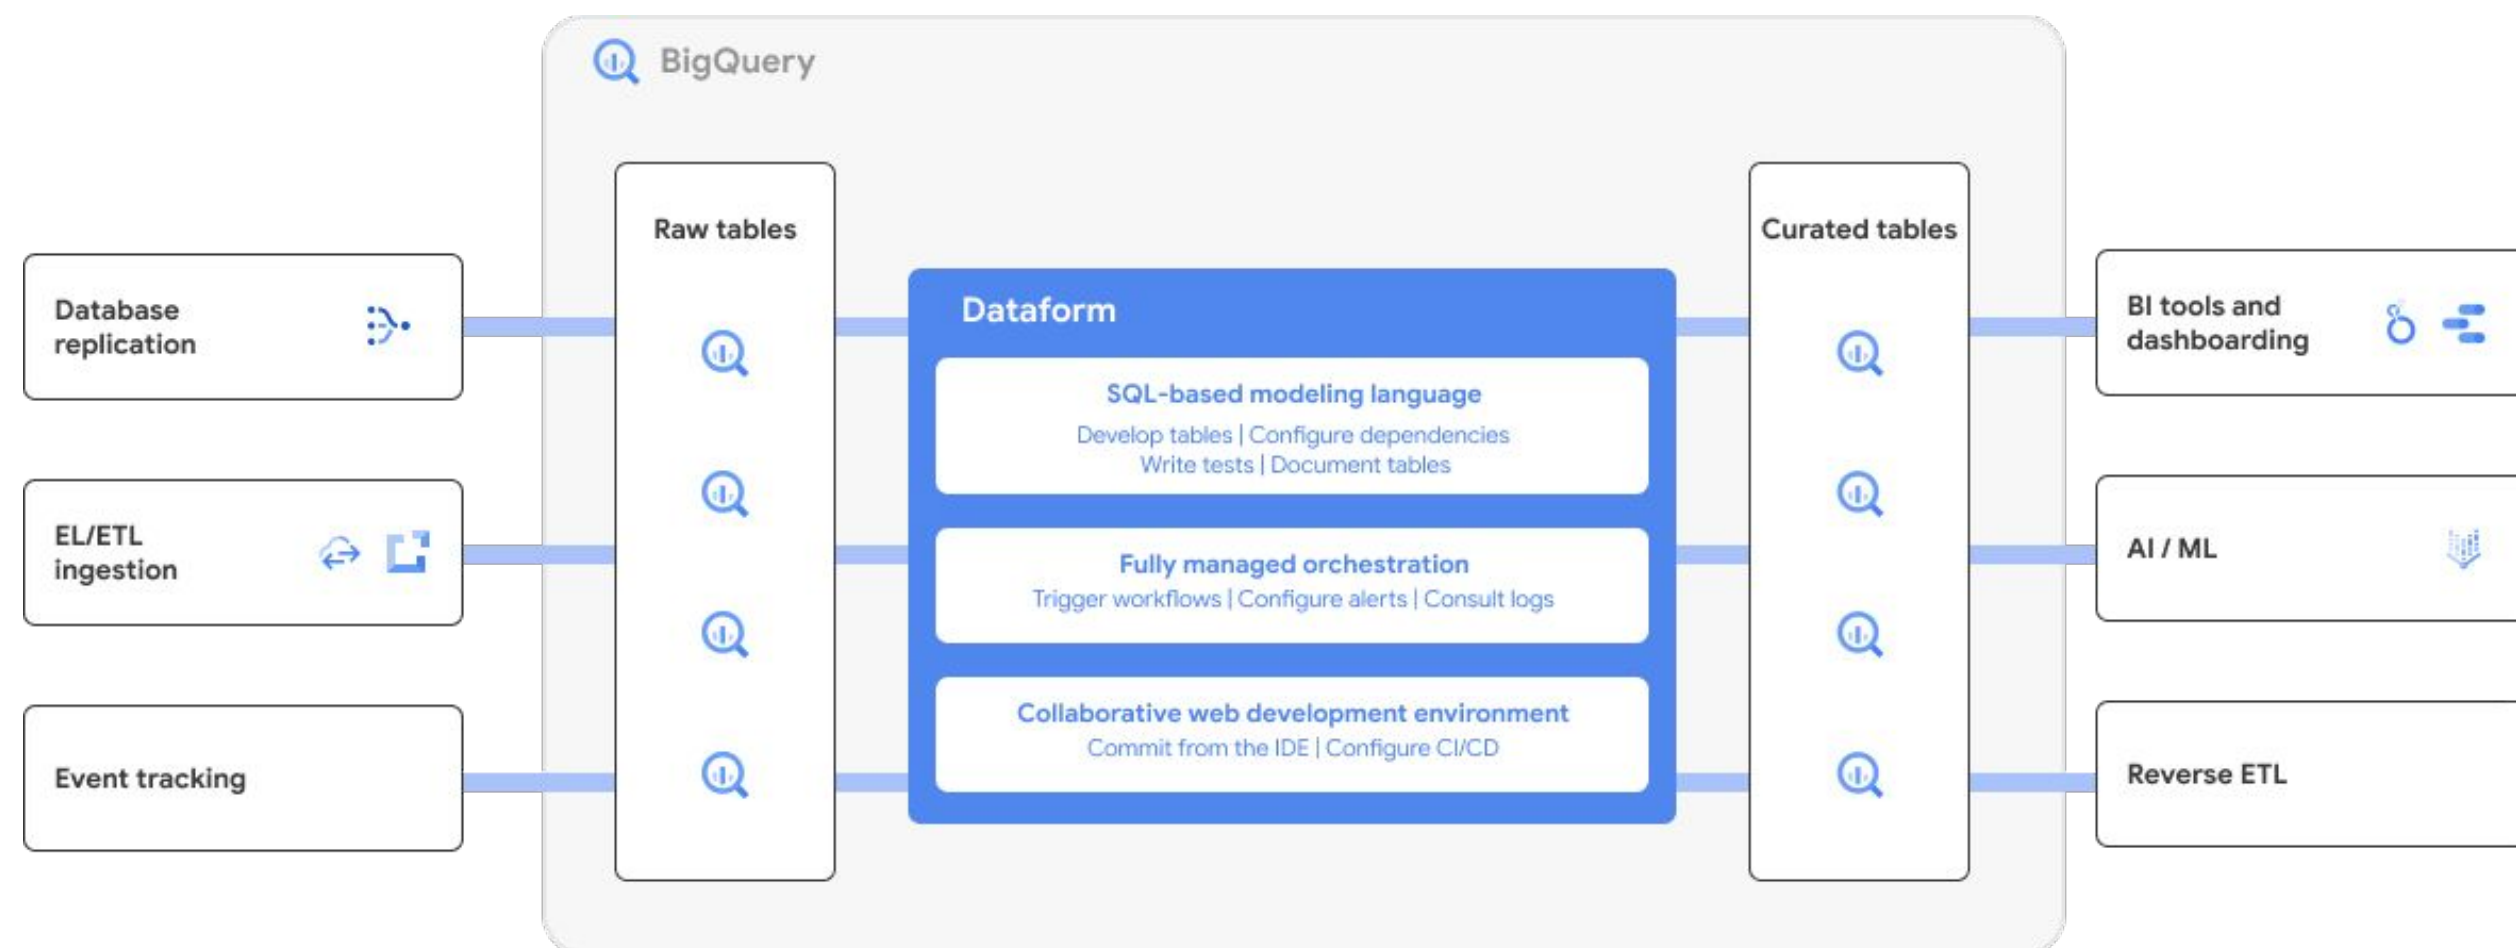 BigQuery
Database
replication
EL/ETL
ingestion
Event tracking
Raw tables
Dataform
SQL-based modeling language
Develop tables | Configure dependencies
Write tests | Document tables
Fully managed orchestration
Trigger workflows | Configure alerts | Consult logs
Collaborative web development environment
Commit from the IDE | Configure CI/CD
Curated tables
BI tools and
dashboarding
AI / ML
Reverse ETL